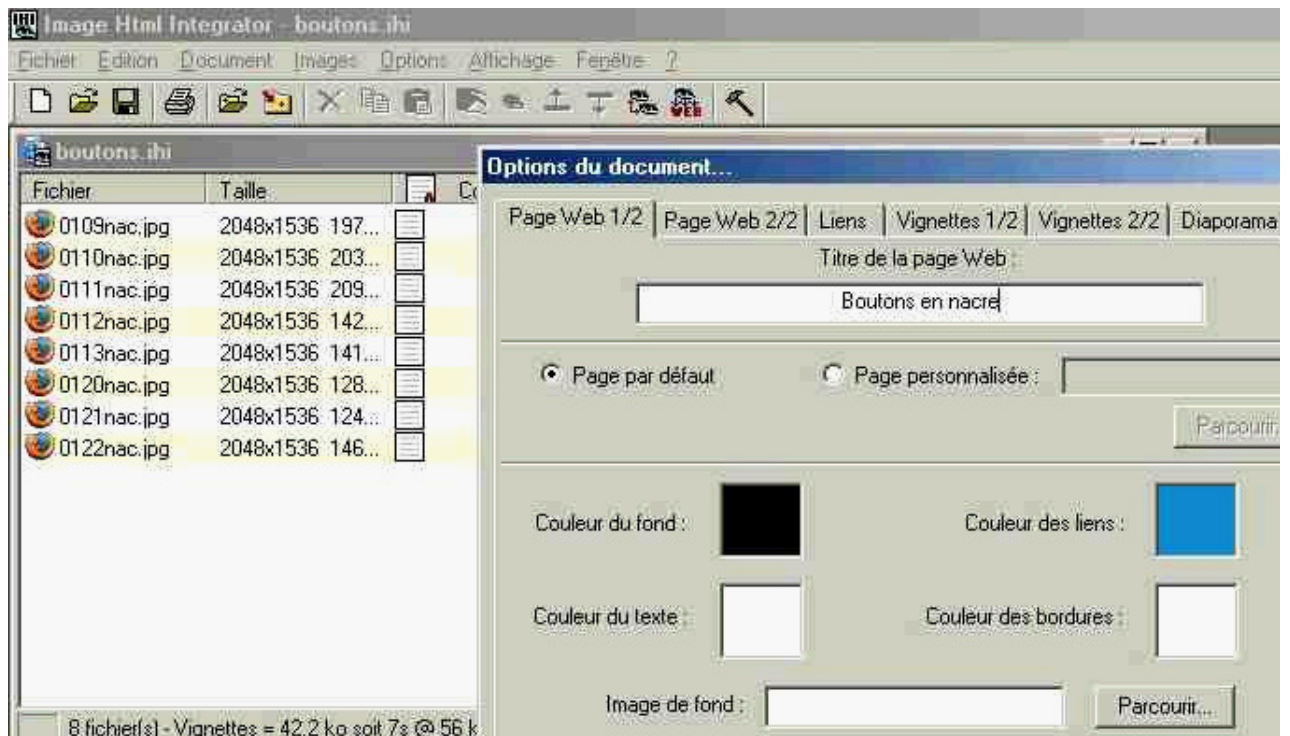 Image Html Integrator - boutons.ihi
Fichier Edition Document Images Options Affichage Fenêtre ?
WEB
boutons.ihi
Fichier Taille
0109nac.jpg 2048x1536 197...
0110nac.jpg 2048x1536 203...
0111nac.jpg 2048x1536 209...
0112nac.jpg 2048x1536 142...
0113nac.jpg 2048x1536 141...
0120nac.jpg 2048x1536 128...
0121nac.jpg 2048x1536 124...
0122nac.jpg 2048x1536 146...
8 fichier(s) - Vignettes = 42,2 ko soit 7s @ 56 k
Options du document...
Page Web 1/2 Page Web 2/2 Liens Vignettes 1/2 Vignettes 2/2 Diaporama
Titre de la page Web :
Boutons en nacre
Page par défaut Page personnalisée :
Parcourir
Couleur du fond : Couleur des liens :
Couleur du texte : Couleur des bordures :
Image de fond : Parcourir...